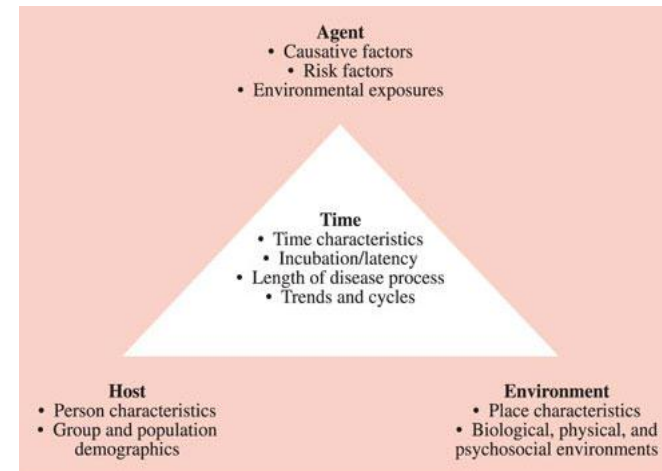 Agent
• Causative factors
• Risk factors
• Environmental exposures
Time
• Time characteristics
• Incubation/latency
• Length of disease process
• Trends and cycles
Host
• Person characteristics
• Group and population
demographics
Environment
• Place characteristics
• Biological, physical, and
psychosocial environments